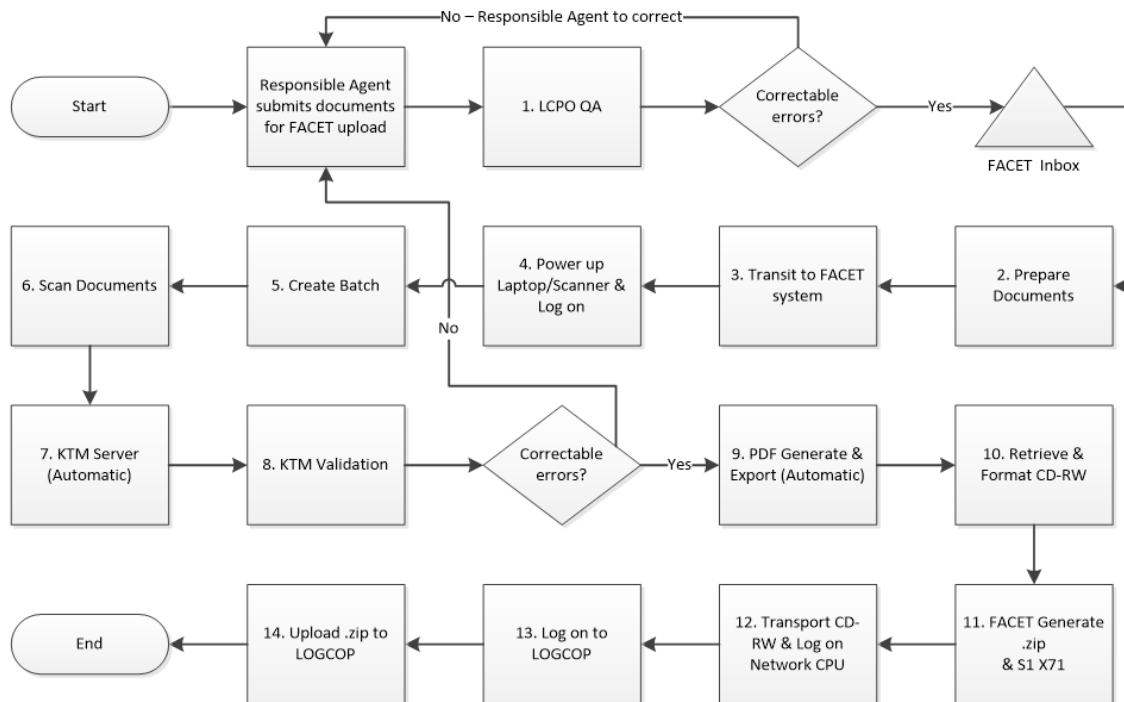 No – Responsible Agent to correct
Start
Responsible Agent
submits documents
for FACET upload
1. LCPO QA
Correctable
errors?
Yes
FACET Inbox
6. Scan Documents
5. Create Batch
4. Power up
Laptop/Scanner &
Log on
3. Transit to FACET
system
2. Prepare
Documents
No
7. KTM Server
(Automatic)
8. KTM Validation
Correctable
errors?
Yes
9. PDF Generate &
Export (Automatic)
10. Retrieve &
Format CD-RW
End
14. Upload .zip to
LOGCOP
13. Log on to
LOGCOP
12. Transport CD-
RW & Log on
Network CPU
11. FACET Generate
.zip
& S1 X71